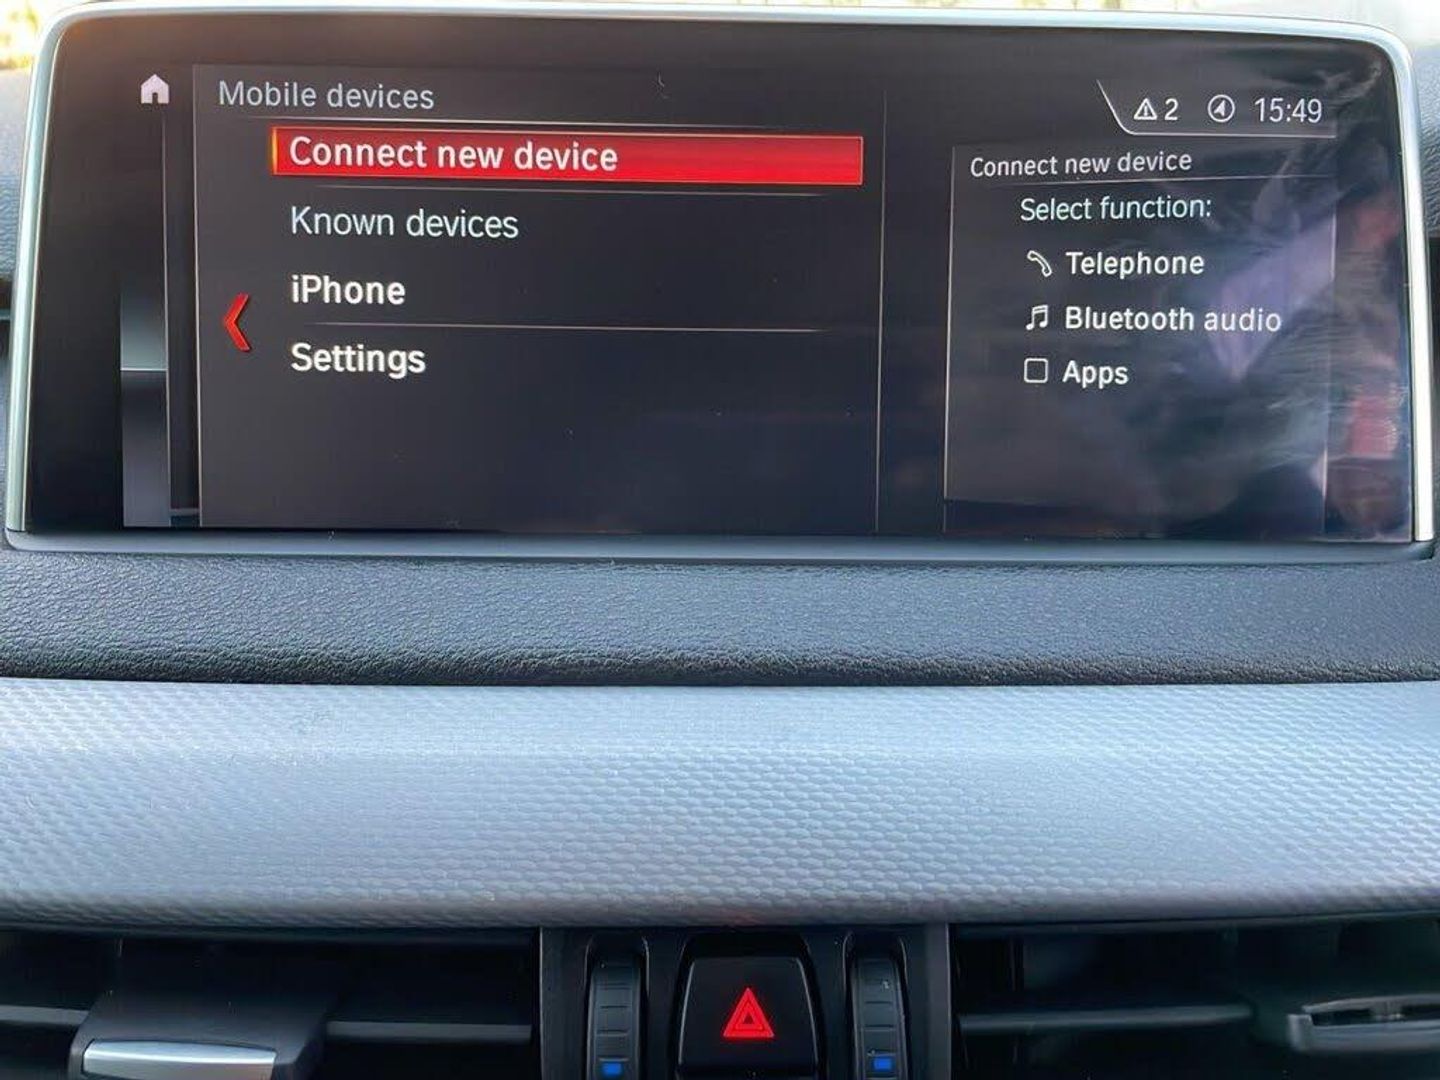 Mobile devices
Connect new device
Known devices
iPhone
Settings
2 15:49
Connect new device
Select function:
Telephone
Bluetooth audio
Apps